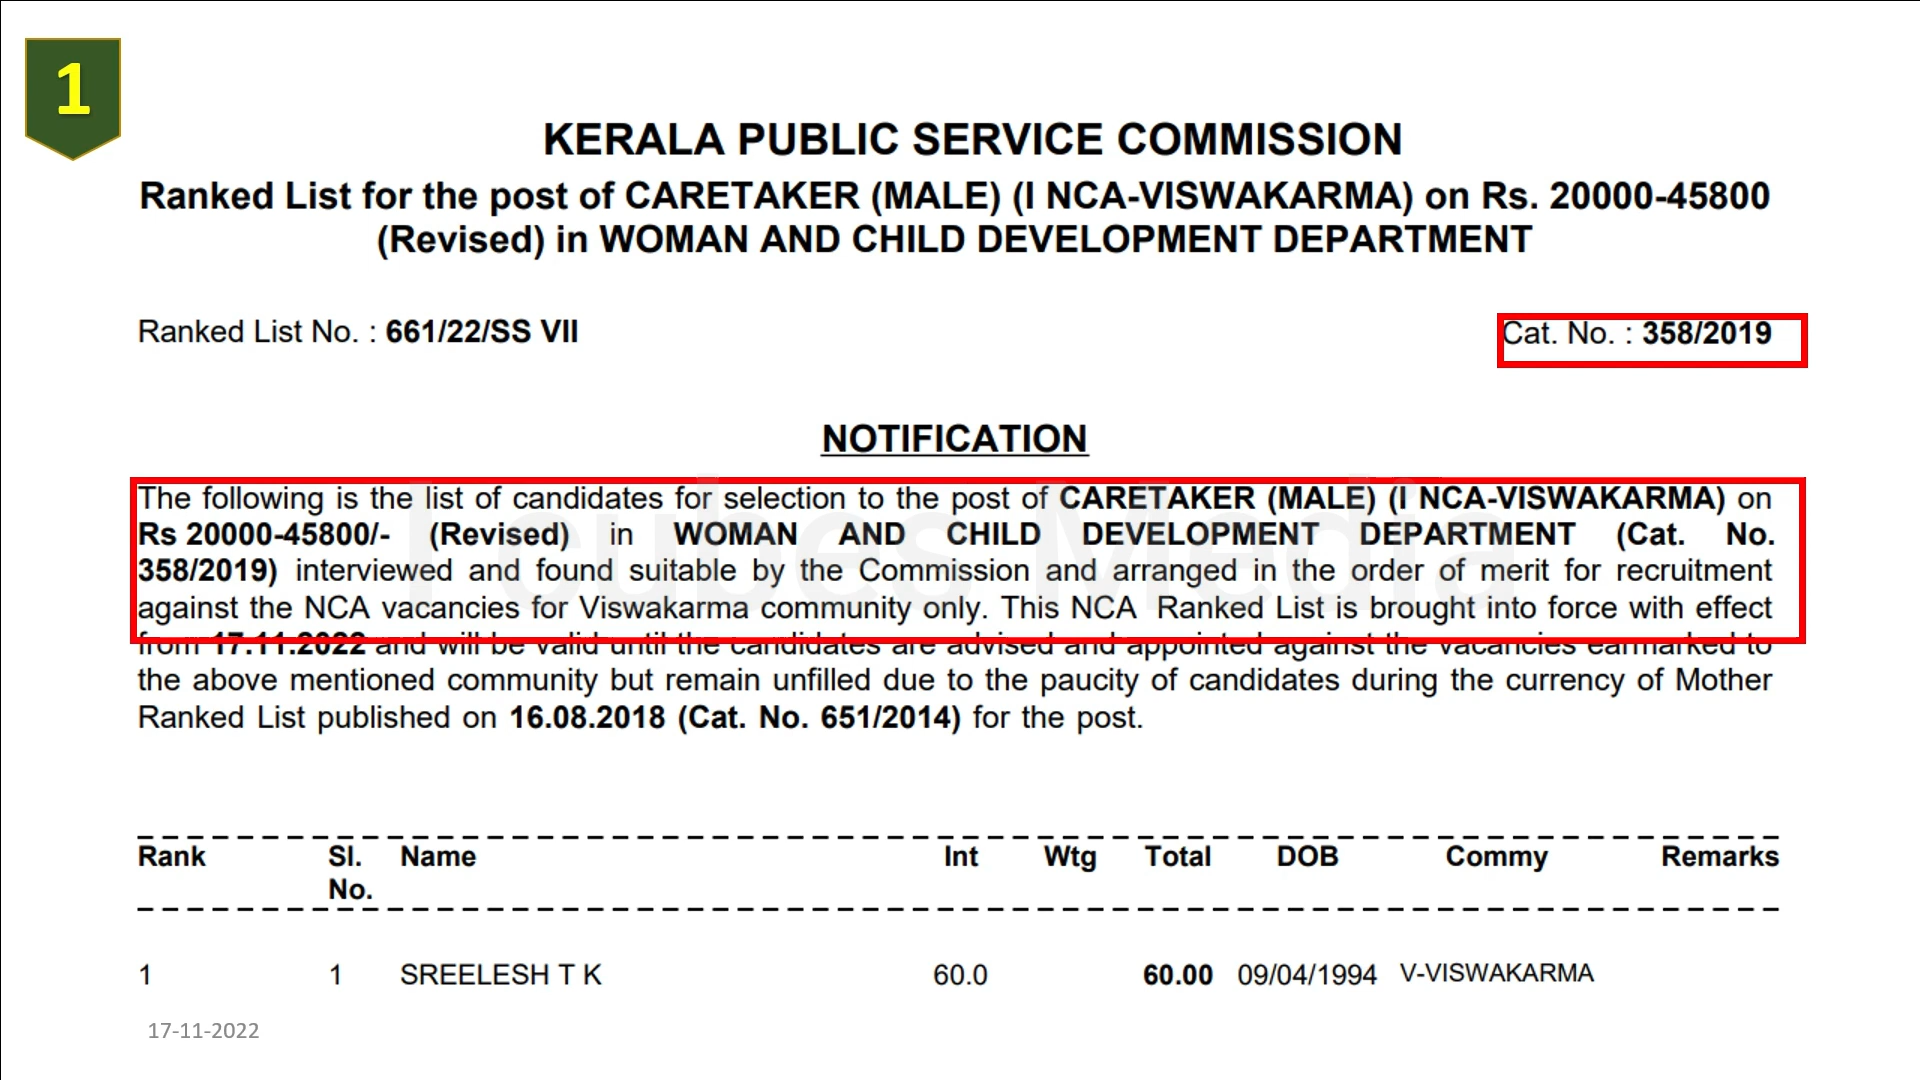 1
KERALA PUBLIC SERVICE COMMISSION
Ranked List for the post of CARETAKER (MALE) (I NCA-VISWAKARMA) on Rs. 20000-45800
(Revised) in WOMAN AND CHILD DEVELOPMENT DEPARTMENT
Ranked List No. : 661/22/SS VII Cat. No. : 358/2019
NOTIFICATION
The following is the list of candidates for selection to the post of CARETAKER (MALE) (I NCA-VISWAKARMA) on
Rs 20000-45800/- (Revised) in WOMAN AND CHILD DEVELOPMENT DEPARTMENT (Cat. No.
358/2019) interviewed and found suitable by the Commission and arranged in the order of merit for recruitment
against the NCA vacancies for Viswakarma community only. This NCA Ranked List is brought into force with effect
from 17.11.2022 and will be valid until the candidates are advised and appointed against the vacancies earmarked to
the above mentioned community but remain unfilled due to the paucity of candidates during the currency of Mother
Ranked List published on 16.08.2018 (Cat. No. 651/2014) for the post.
I cubes Media
Rank Sl. No. Name Int Wtg Total DOB Commy Remarks
1 1 SREELESH T K 60.0 60.00 09/04/1994 V-VISWAKARMA
17-11-2022